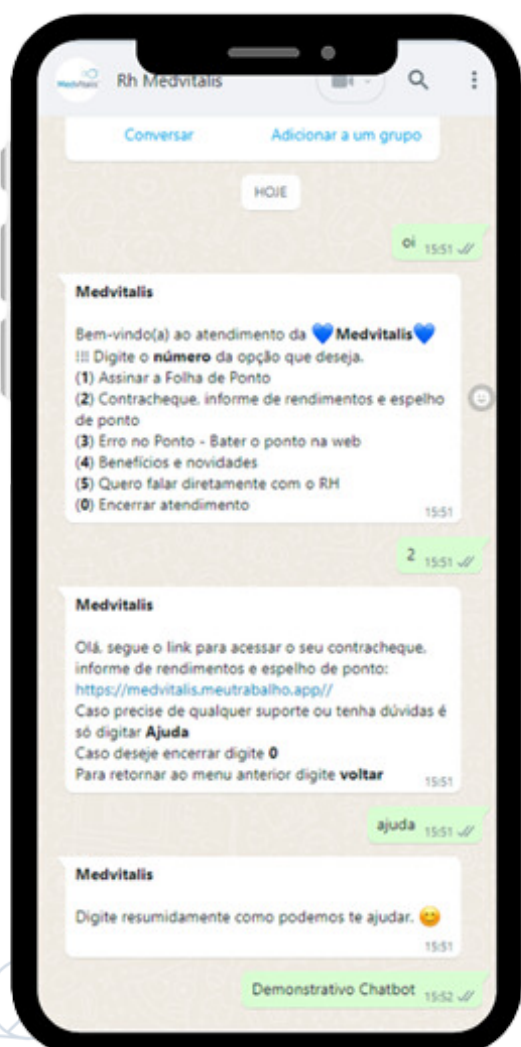 Medvitalis
Rh Medvitalis
Conversar Adicionar a um grupo
HOJE
oi 15:51
Medvitalis
Bem-vindo(a) ao atendimento da 💙Medvitalis💙
!!! Digite o número da opção que deseja.
(1) Assinar a Folha de Ponto
(2) Contracheque, informe de rendimentos e espelho
de ponto
(3) Erro no Ponto - Bater o ponto na web
(4) Benefícios e novidades
(5) Quero falar diretamente com o RH
(0) Encerrar atendimento
15:51
2 15:51
Medvitalis
Olá, segue o link para acessar o seu contracheque,
informe de rendimentos e espelho de ponto:
https://medvitalis.meutrabalho.app//
Caso precise de qualquer suporte ou tenha dúvidas é
só digitar Ajuda
Caso deseje encerrar digite 0
Para retornar ao menu anterior digite voltar
15:51
ajuda 15:51
Medvitalis
Digite resumidamente como podemos te ajudar. 😊
15:51
Demonstrativo Chatbot 15:52